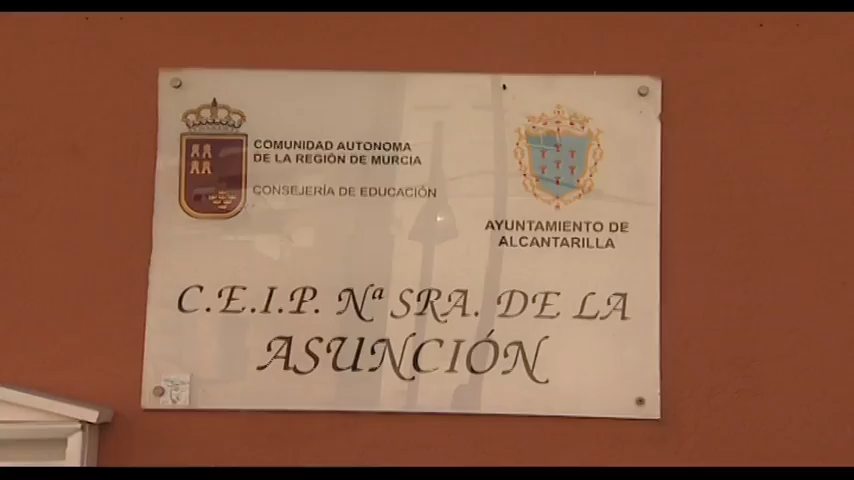 COMUNIDAD AUTONOMA
DE LA REGIÓN DE MURCIA
CONSEJERÍA DE EDUCACIÓN
AYUNTAMIENTO DE
ALCANTARILLA
C.E.I.P. Nª SRA. DE LA
ASUNCIÓN